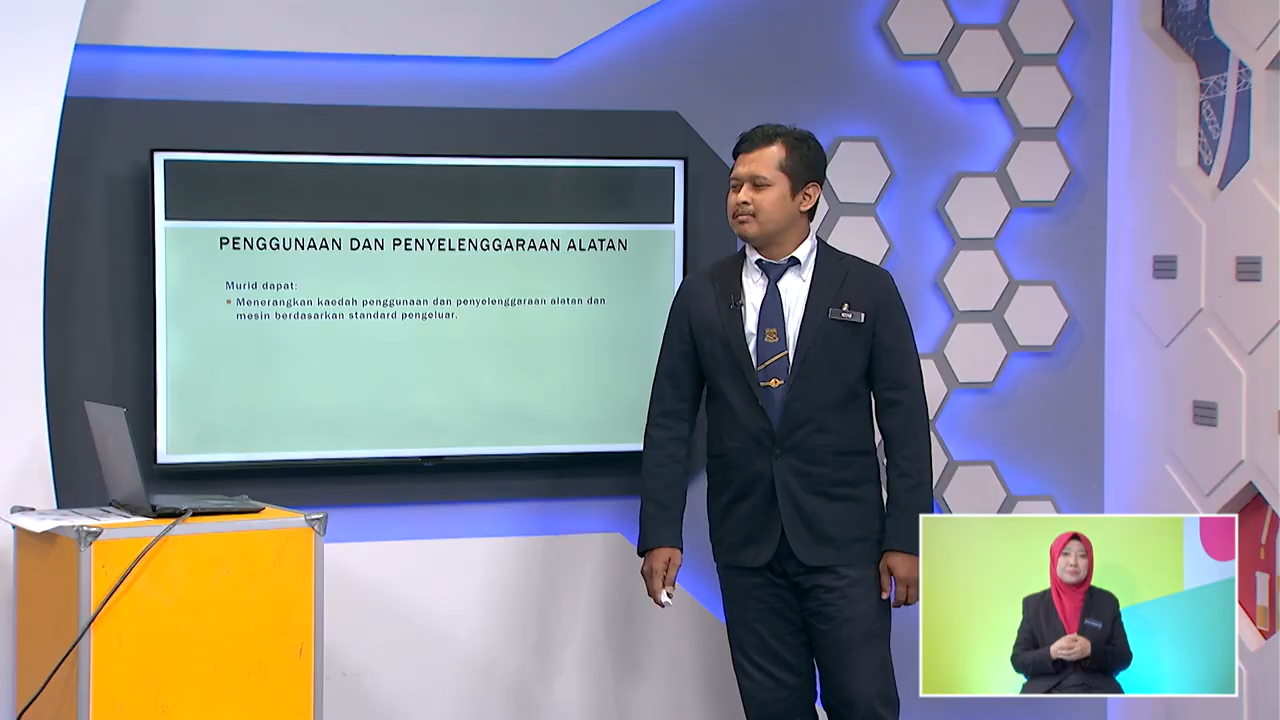 PENGGUNAAN DAN PENYELENGGARAAN ALATAN
Murid dapat:
Menerangkan kaedah penggunaan dan penyelenggaraan alatan dan
mesin berdasarkan standard pengeluar.